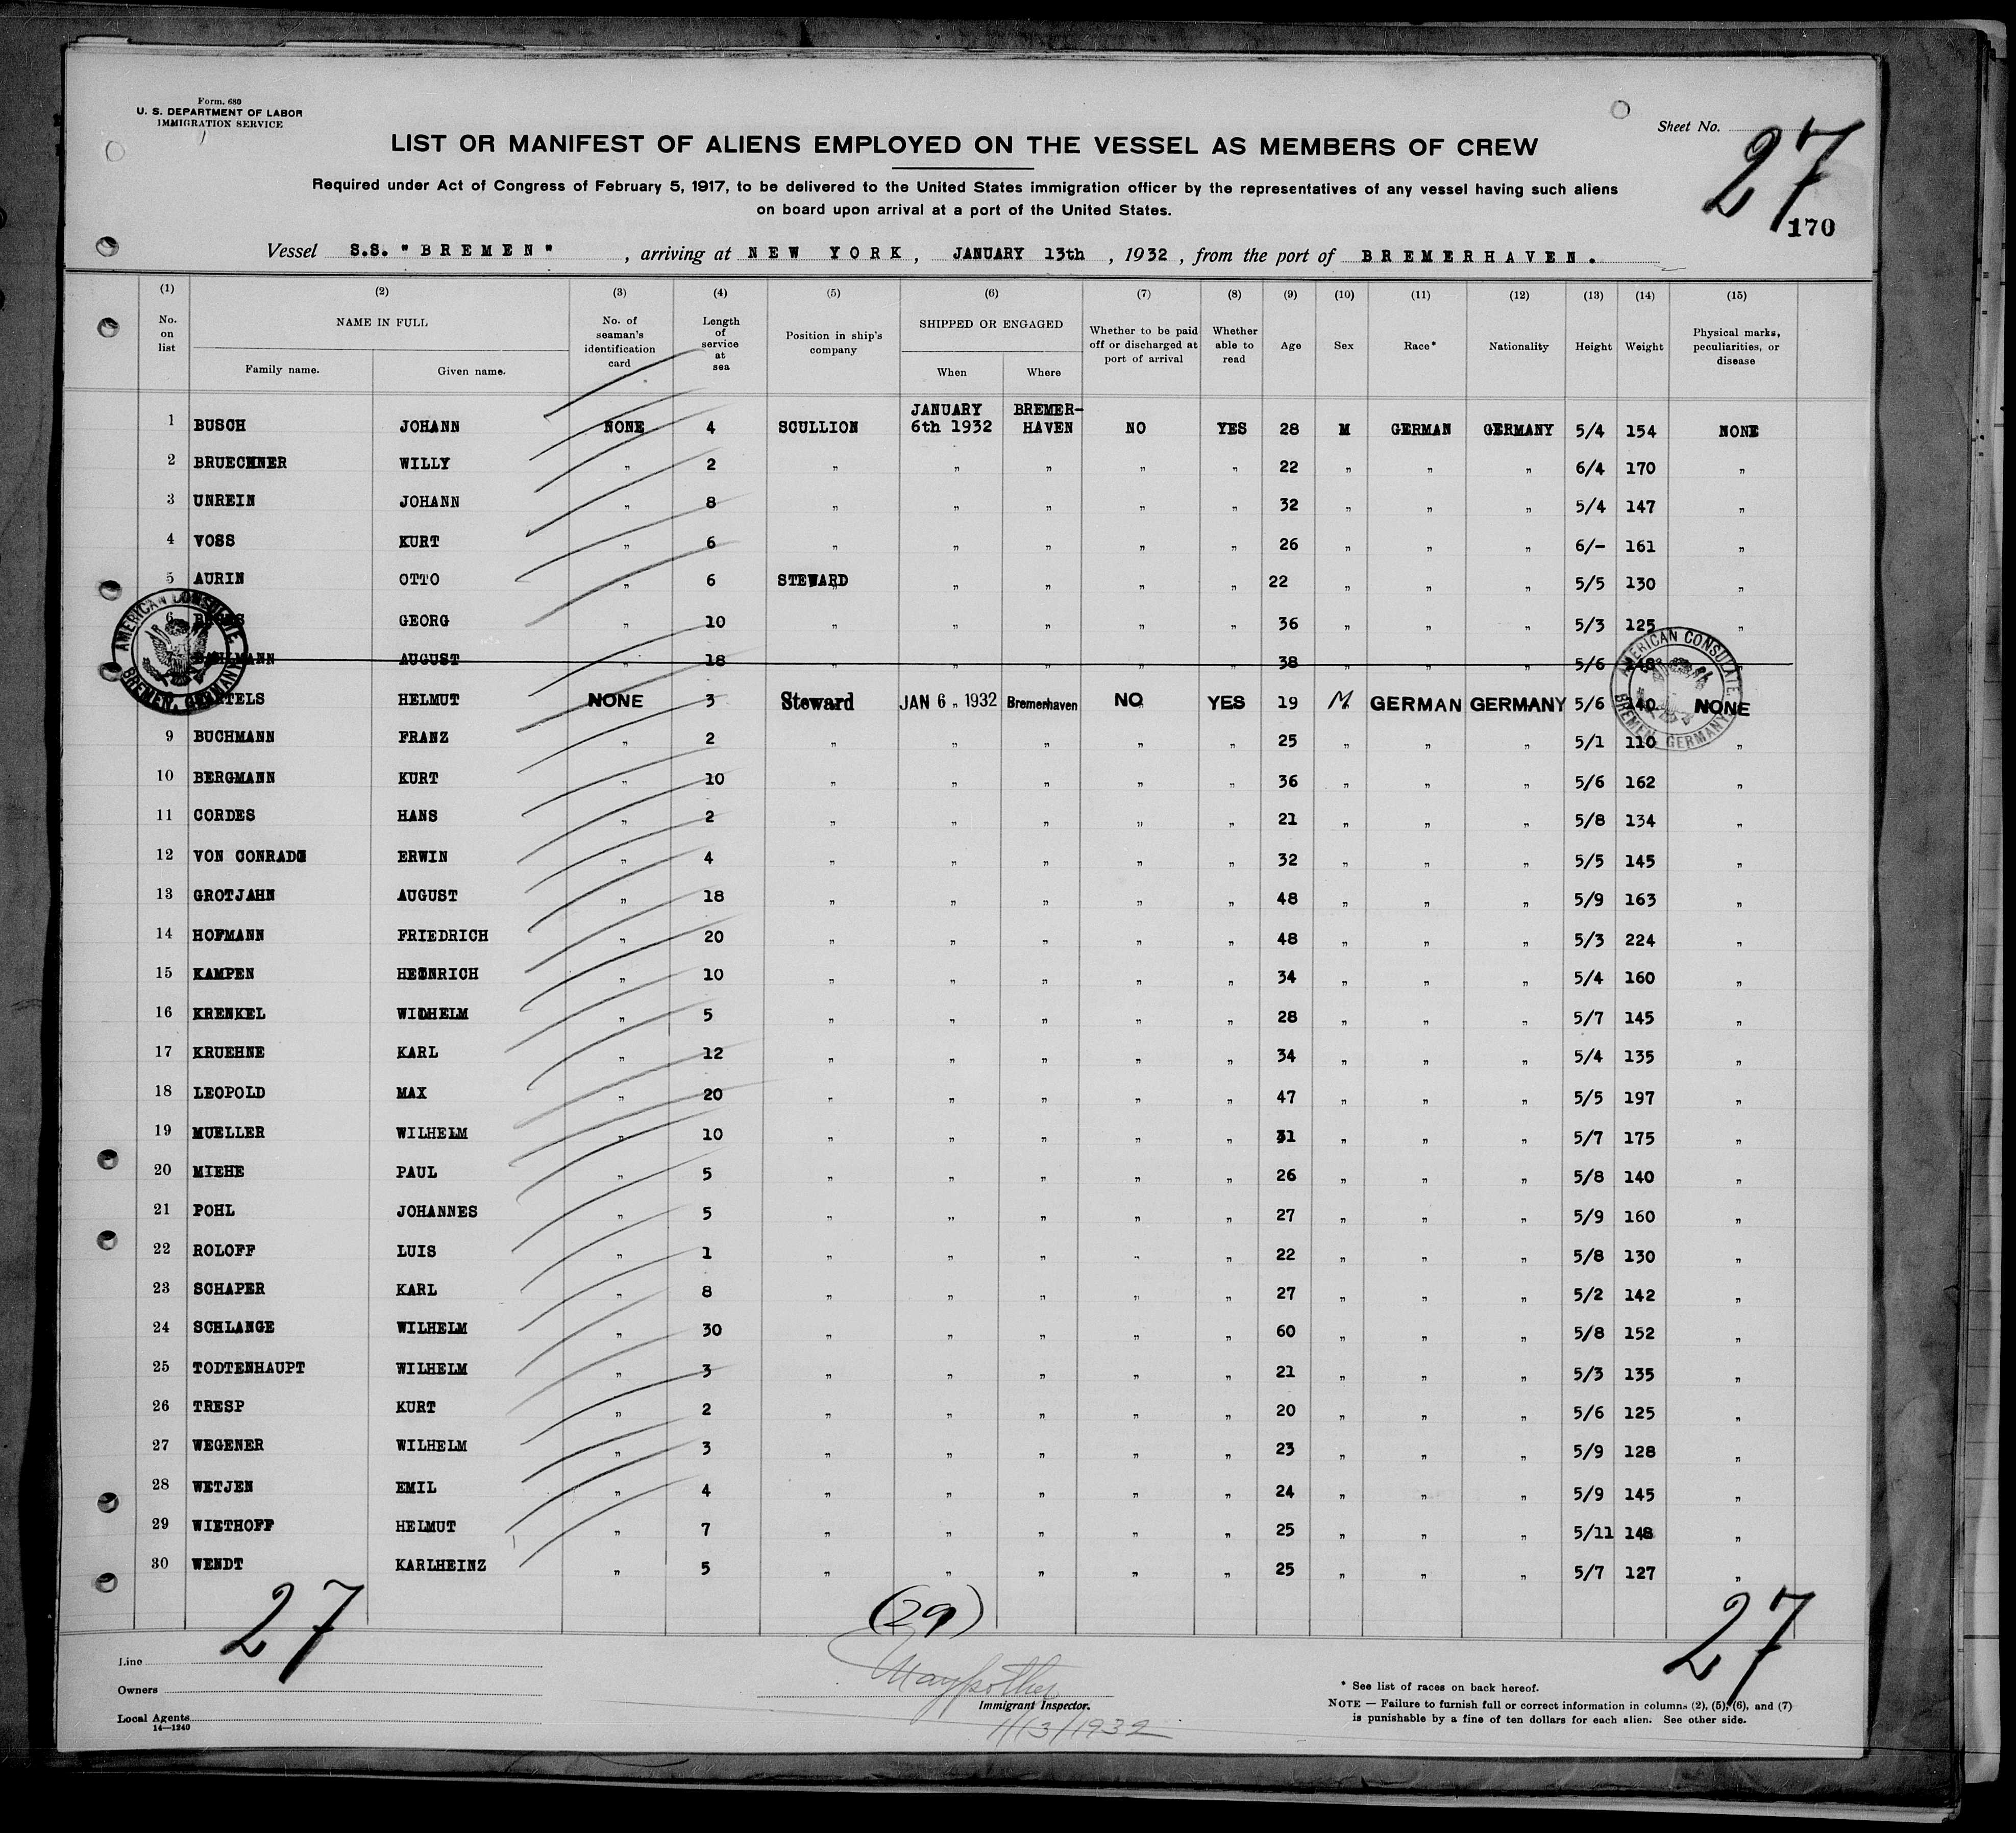 Form. 680
U. S. DEPARTMENT OF LABOR
IMMIGRATION SERVICE
Sheet No. 27
LIST OR MANIFEST OF ALIENS EMPLOYED ON THE VESSEL AS MEMBERS OF CREW
Required under Act of Congress of February 5, 1917, to be delivered to the United States immigration officer by the representatives of any vessel having such aliens
on board upon arrival at a port of the United States.
170
Vessel S.S. "BREMEN", arriving at NEW YORK, JANUARY 13th, 1932, from the port of BREMERHAVEN.
(1) (2) (3) (4) (5) (6) (7) (8) (9) (10) (11) (12) (13) (14) (15)
No. on list NAME IN FULL Family name. Given name. No. of seaman's identification card Length of service at sea Position in ship's company SHIPPED OR ENGAGED When Where Whether to be paid off or discharged at port of arrival Whether able to read Age Sex Race* Nationality Height Weight Physical marks, peculiarities, or disease
1 BUSCH JOHANN NONE 4 SCULLION JANUARY 6th 1932 BREMER-HAVEN NO YES 28 M GERMAN GERMANY 5/4 154 NONE
2 BRUECHNER WILLY " 2 " " " " " 22 " " " 6/4 170 "
3 UNREIN JOHANN " 8 " " " " " 32 " " " 5/4 147 "
4 VOSS KURT " 6 " " " " " 26 " " " 6/- 161 "
5 AURIN OTTO " 6 STEWARD " " " " 22 " " " 5/5 130 "
6 GEORG " 10 " " " " " 36 " " " 5/3 125 "
AUGUST " 18 " " " " " 38 " " " 5/6 "
HELMUT NONE 3 Steward JAN 6 1932 Bremerhaven NO YES 19 M GERMAN GERMANY 5/6 140 NONE
9 BUCHMANN FRANZ " 2 " " " " " 25 " " " 5/1 110 "
10 BERGMANN KURT " 10 " " " " " 36 " " " 5/6 162 "
11 CORDES HANS " 2 " " " " " 21 " " " 5/8 134 "
12 VON ERWIN " 4 " " " " " 32 " " " 5/5 145 "
13 GROTJAHN AUGUST " 18 " " " " " 48 " " " 5/9 163 "
14 HOFMANN FRIEDRICH " 20 " " " " " 48 " " " 5/3 224 "
15 KAMPEN HEINRICH " 10 " " " " " 34 " " " 5/4 160 "
16 KRENKEL WILHELM " 5 " " " " " 28 " " " 5/7 145 "
17 KRUEHNE KARL " 12 " " " " " 34 " " " 5/4 135 "
18 LEOPOLD MAX " 20 " " " " " 47 " " " 5/5 197 "
19 MUELLER WILHELM " 10 " " " " " 31 " " " 5/7 175 "
20 MIEHE PAUL " 5 " " " " " 26 " " " 5/8 140 "
21 POHL JOHANNES " 5 " " " " " 27 " " " 5/9 160 "
22 ROLOFF LUIS " 1 " " " " " 22 " " " 5/8 130 "
23 SCHAPER KARL " 8 " " " " " 27 " " " 5/2 142 "
24 SCHLANGE WILHELM " 30 " " " " " 60 " " " 5/8 152 "
25 TODTENHAUPT WILHELM " 3 " " " " " 21 " " " 5/3 135 "
26 TRESP KURT " 2 " " " " " 20 " " " 5/6 125 "
27 WEGENER WILHELM " 3 " " " " " 23 " " " 5/9 128 "
28 WETJEN EMIL " 4 " " " " " 24 " " " 5/9 145 "
29 WIETHOFF HELMUT " 7 " " " " " 25 " " " 5/11 148 "
30 WENDT KARLHEINZ " 5 " " " " " 25 " " " 5/7 127 "
AMERICAN CONSULATE
BREMEN, GERMANY
AMERICAN CONSULATE
BREMEN, GERMANY
27 (29) 27
Line
Owners
Local Agents
14—1240
Immigrant Inspector.
1/13/1932
* See list of races on back hereof.
NOTE — Failure to furnish full or correct information in columns (2), (5), (6), and (7)
is punishable by a fine of ten dollars for each alien. See other side.